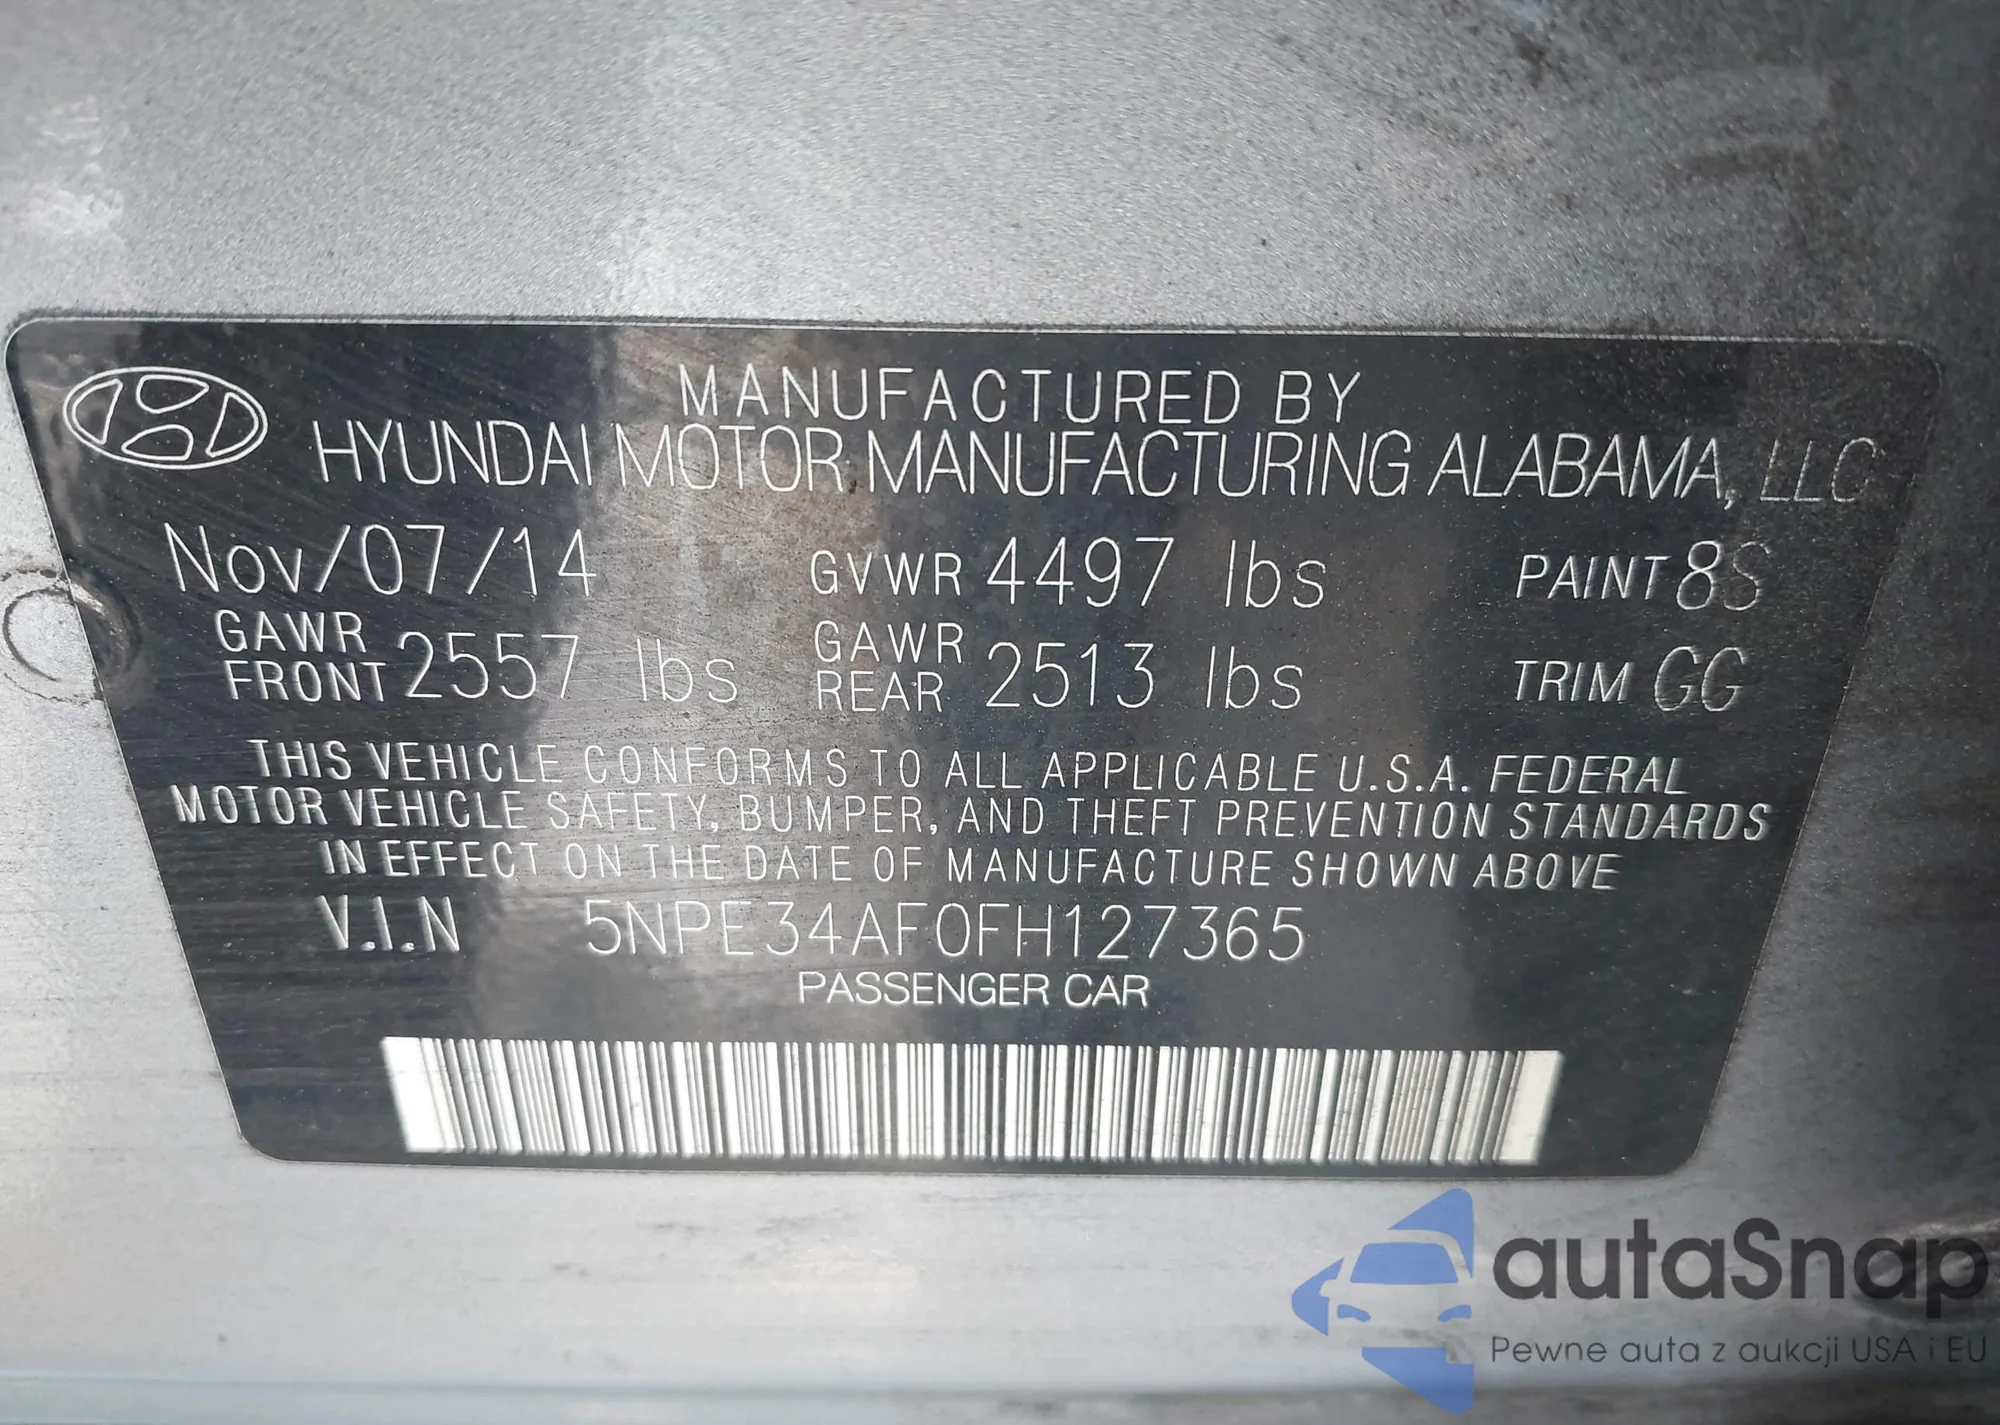 MANUFACTURED BY
HYUNDAI MOTOR MANUFACTURING ALABAMA, LLC
Nov/07/14 GVWR 4497 lbs PAINT 8S
GAWR FRONT 2557 lbs GAWR REAR 2513 lbs TRIM GG
THIS VEHICLE CONFORMS TO ALL APPLICABLE U.S.A. FEDERAL
MOTOR VEHICLE SAFETY, BUMPER, AND THEFT PREVENTION STANDARDS
IN EFFECT ON THE DATE OF MANUFACTURE SHOWN ABOVE
V.I.N 5NPE34AF0FH127365
PASSENGER CAR
autaSnap
Pewne auta z aukcji USA i EU